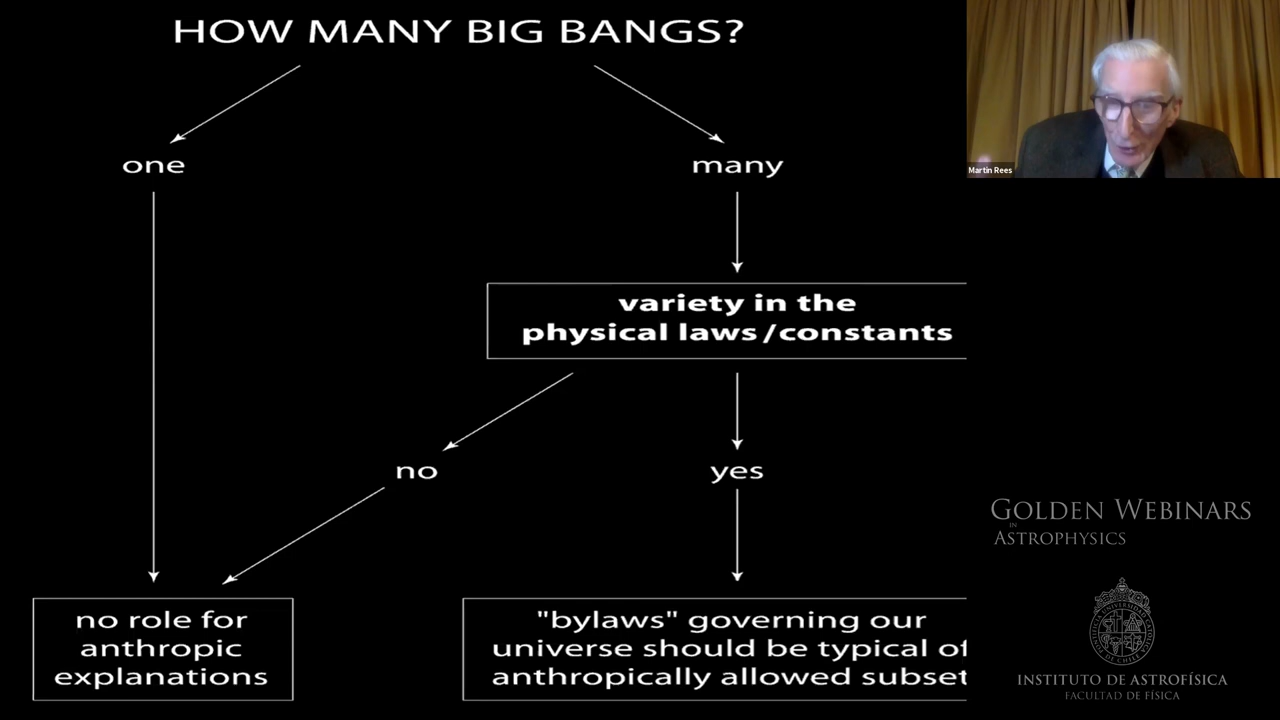 HOW MANY BIG BANGS?
one
many
variety in the
physical laws/constants
no
yes
no role for
anthropic
explanations
"bylaws" governing our
universe should be typical of
anthropically allowed subset
Martin Rees
GOLDEN WEBINARS
IN
ASTROPHYSICS
INSTITUTO DE ASTROFÍSICA
FACULTAD DE FÍSICA